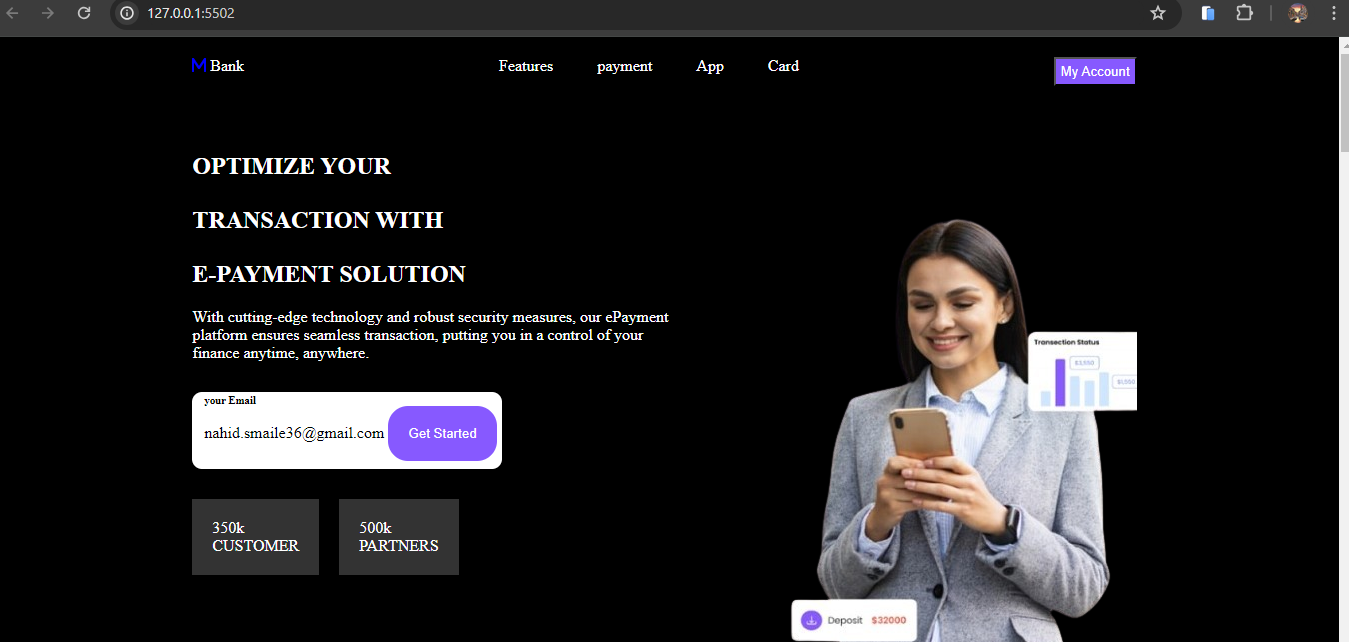 127.0.0.1:5502
M Bank
Features payment App Card
My Account
OPTIMIZE YOUR
TRANSACTION WITH
E-PAYMENT SOLUTION
With cutting-edge technology and robust security measures, our ePayment
platform ensures seamless transaction, putting you in a control of your
finance anytime, anywhere.
your Email
nahid.smaile36@gmail.com Get Started
350k
CUSTOMER
500k
PARTNERS
Transection Status
$3,550
$1,550
Deposit $32000